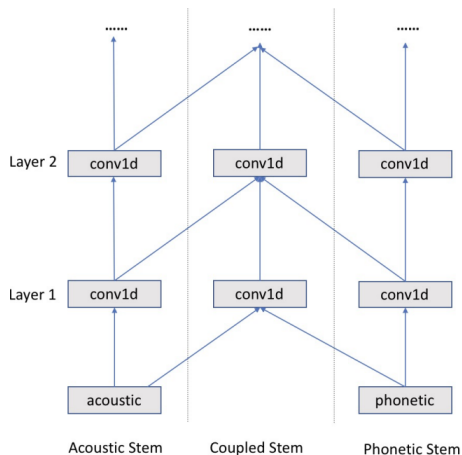 ...... ...... ......
Layer 2 conv1d conv1d conv1d
Layer 1 conv1d conv1d conv1d
acoustic phonetic
Acoustic Stem Coupled Stem Phonetic Stem